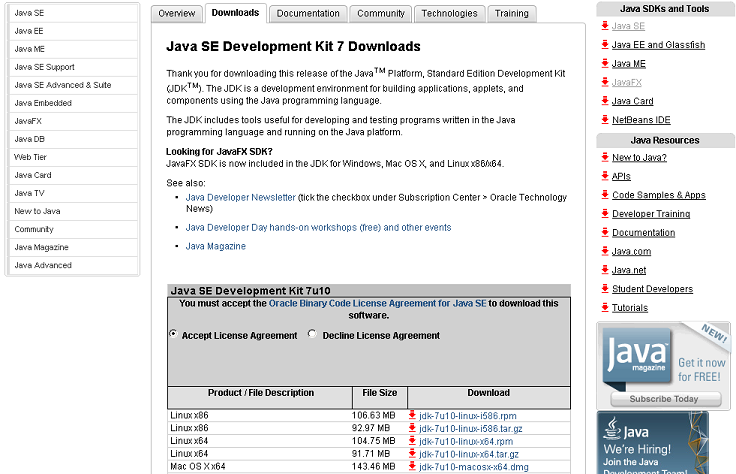 Java SE
Java EE
Java ME
Java SE Support
Java SE Advanced & Suite
Java Embedded
JavaFX
Java DB
Web Tier
Java Card
Java TV
New to Java
Community
Java Magazine
Java Advanced
Overview Downloads Documentation Community Technologies Training
Java SE Development Kit 7 Downloads
Thank you for downloading this release of the Java™ Platform, Standard Edition Development Kit
(JDK™). The JDK is a development environment for building applications, applets, and
components using the Java programming language.
The JDK includes tools useful for developing and testing programs written in the Java
programming language and running on the Java platform.
Looking for JavaFX SDK?
JavaFX SDK is now included in the JDK for Windows, Mac OS X, and Linux x86/x64.
See also:
Java Developer Newsletter (tick the checkbox under Subscription Center > Oracle Technology
News)
Java Developer Day hands-on workshops (free) and other events
Java Magazine
Java SE Development Kit 7u10
You must accept the Oracle Binary Code License Agreement for Java SE to download this
software.
Accept License Agreement Decline License Agreement
Product / File Description File Size Download
Linux x86 106.63 MB jdk-7u10-linux-i586.rpm
Linux x86 92.97 MB jdk-7u10-linux-i586.tar.gz
Linux x64 104.75 MB jdk-7u10-linux-x64.rpm
Linux x64 91.71 MB jdk-7u10-linux-x64.tar.gz
Mac OS X x64 143.46 MB jdk-7u10-macosx-x64.dmg
Java SDKs and Tools
Java SE
Java EE and Glassfish
Java ME
JavaFX
Java Card
NetBeans IDE
Java Resources
New to Java?
APIs
Code Samples & Apps
Developer Training
Documentation
Java.com
Java.net
Student Developers
Tutorials
NEW!
Java
magazine
Get it now
for FREE!
Subscribe Today
Java
We're Hiring!
Join the Java
Development Team!